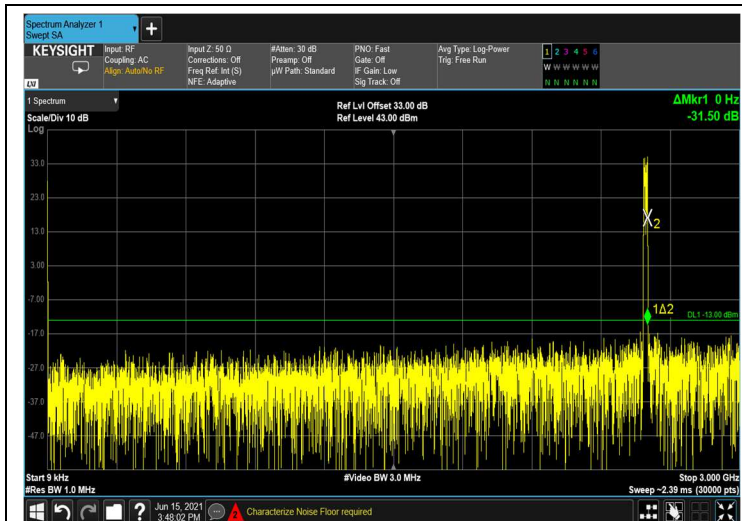 Spectrum Analyzer 1
Swept SA
+
KEYSIGHT
LXI
Input: RF
Coupling: AC
Align: Auto/No RF
Input Z: 50 Ω
Corrections: Off
Freq Ref: Int (S)
NFE: Adaptive
#Atten: 30 dB
Preamp: Off
µW Path: Standard
PNO: Fast
Gate: Off
IF Gain: Low
Sig Track: Off
Avg Type: Log-Power
Trig: Free Run
1 2 3 4 5 6
W W W W W W
N N N N N N
1 Spectrum
Scale/Div 10 dB
Log
Ref Lvl Offset 33.00 dB
Ref Level 43.00 dBm
ΔMkr1 0 Hz
-31.50 dB
33.0
23.0
13.0
3.00
-7.00
-17.0
-27.0
-37.0
-47.0
X2
1Δ2
DL1 -13.00 dBm
Start 9 kHz
#Res BW 1.0 MHz
#Video BW 3.0 MHz
Stop 3.000 GHz
Sweep ~2.39 ms (30000 pts)
?
Jun 15, 2021
3:48:02 PM
2
Characterize Noise Floor required